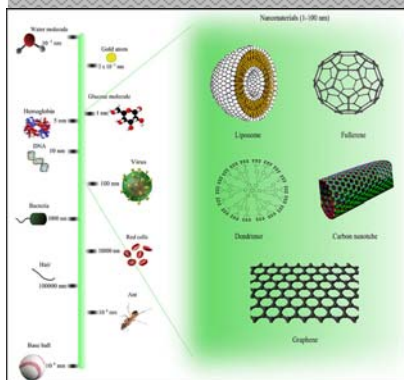 Nanomaterials (1-100 nm)
Water molecule
Gold atom
Glucose molecule
1 nm
Hemoglobin
5 nm
DNA
10 nm
Virus
100 nm
Bacteria
1000 nm
Red cells
10000 nm
Hair
100000 nm
Ant
Base ball
Liposome
Fullerene
Dendrimer
Carbon nanotube
Graphene